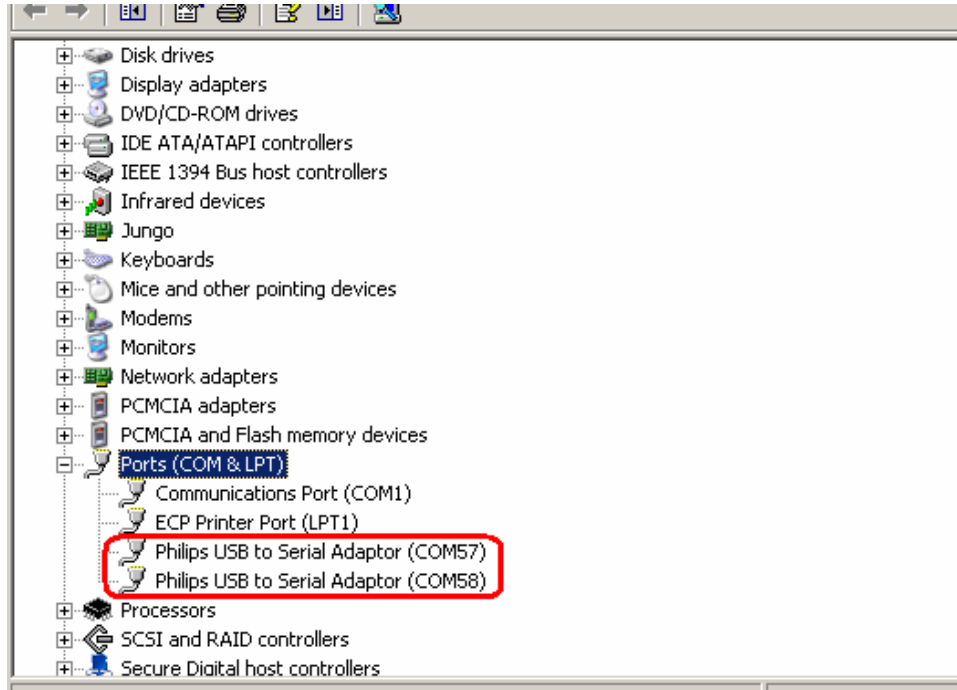 Disk drives
Display adapters
DVD/CD-ROM drives
IDE ATA/ATAPI controllers
IEEE 1394 Bus host controllers
Infrared devices
Jungo
Keyboards
Mice and other pointing devices
Modems
Monitors
Network adapters
PCMCIA adapters
PCMCIA and Flash memory devices
Ports (COM & LPT)
Communications Port (COM1)
ECP Printer Port (LPT1)
Philips USB to Serial Adaptor (COM57)
Philips USB to Serial Adaptor (COM58)
Processors
SCSI and RAID controllers
Secure Digital host controllers